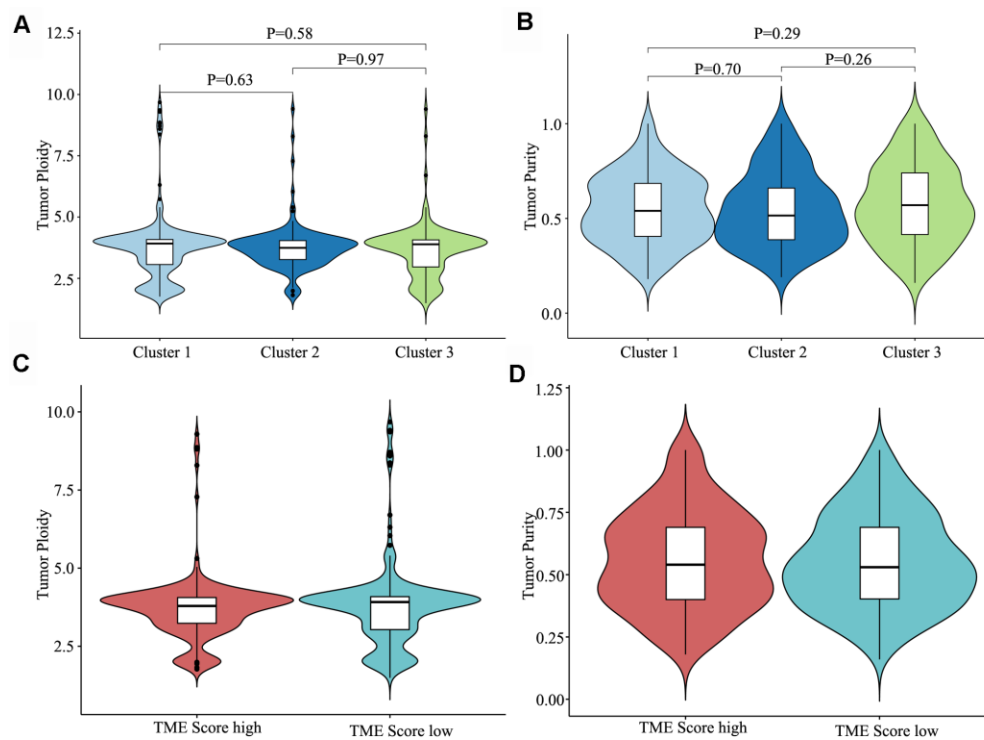 A
12.5
10.0
7.5
5.0
2.5
Tumor Ploidy
P=0.58
P=0.97
P=0.63
Cluster 1
Cluster 2
Cluster 3
B
1.0
0.5
0.0
Tumor Purity
P=0.29
P=0.26
P=0.70
Cluster 1
Cluster 2
Cluster 3
C
10.0
7.5
5.0
2.5
Tumor Ploidy
TME Score high
TME Score low
D
1.25
1.00
0.75
0.50
0.25
0.00
Tumor Purity
TME Score high
TME Score low